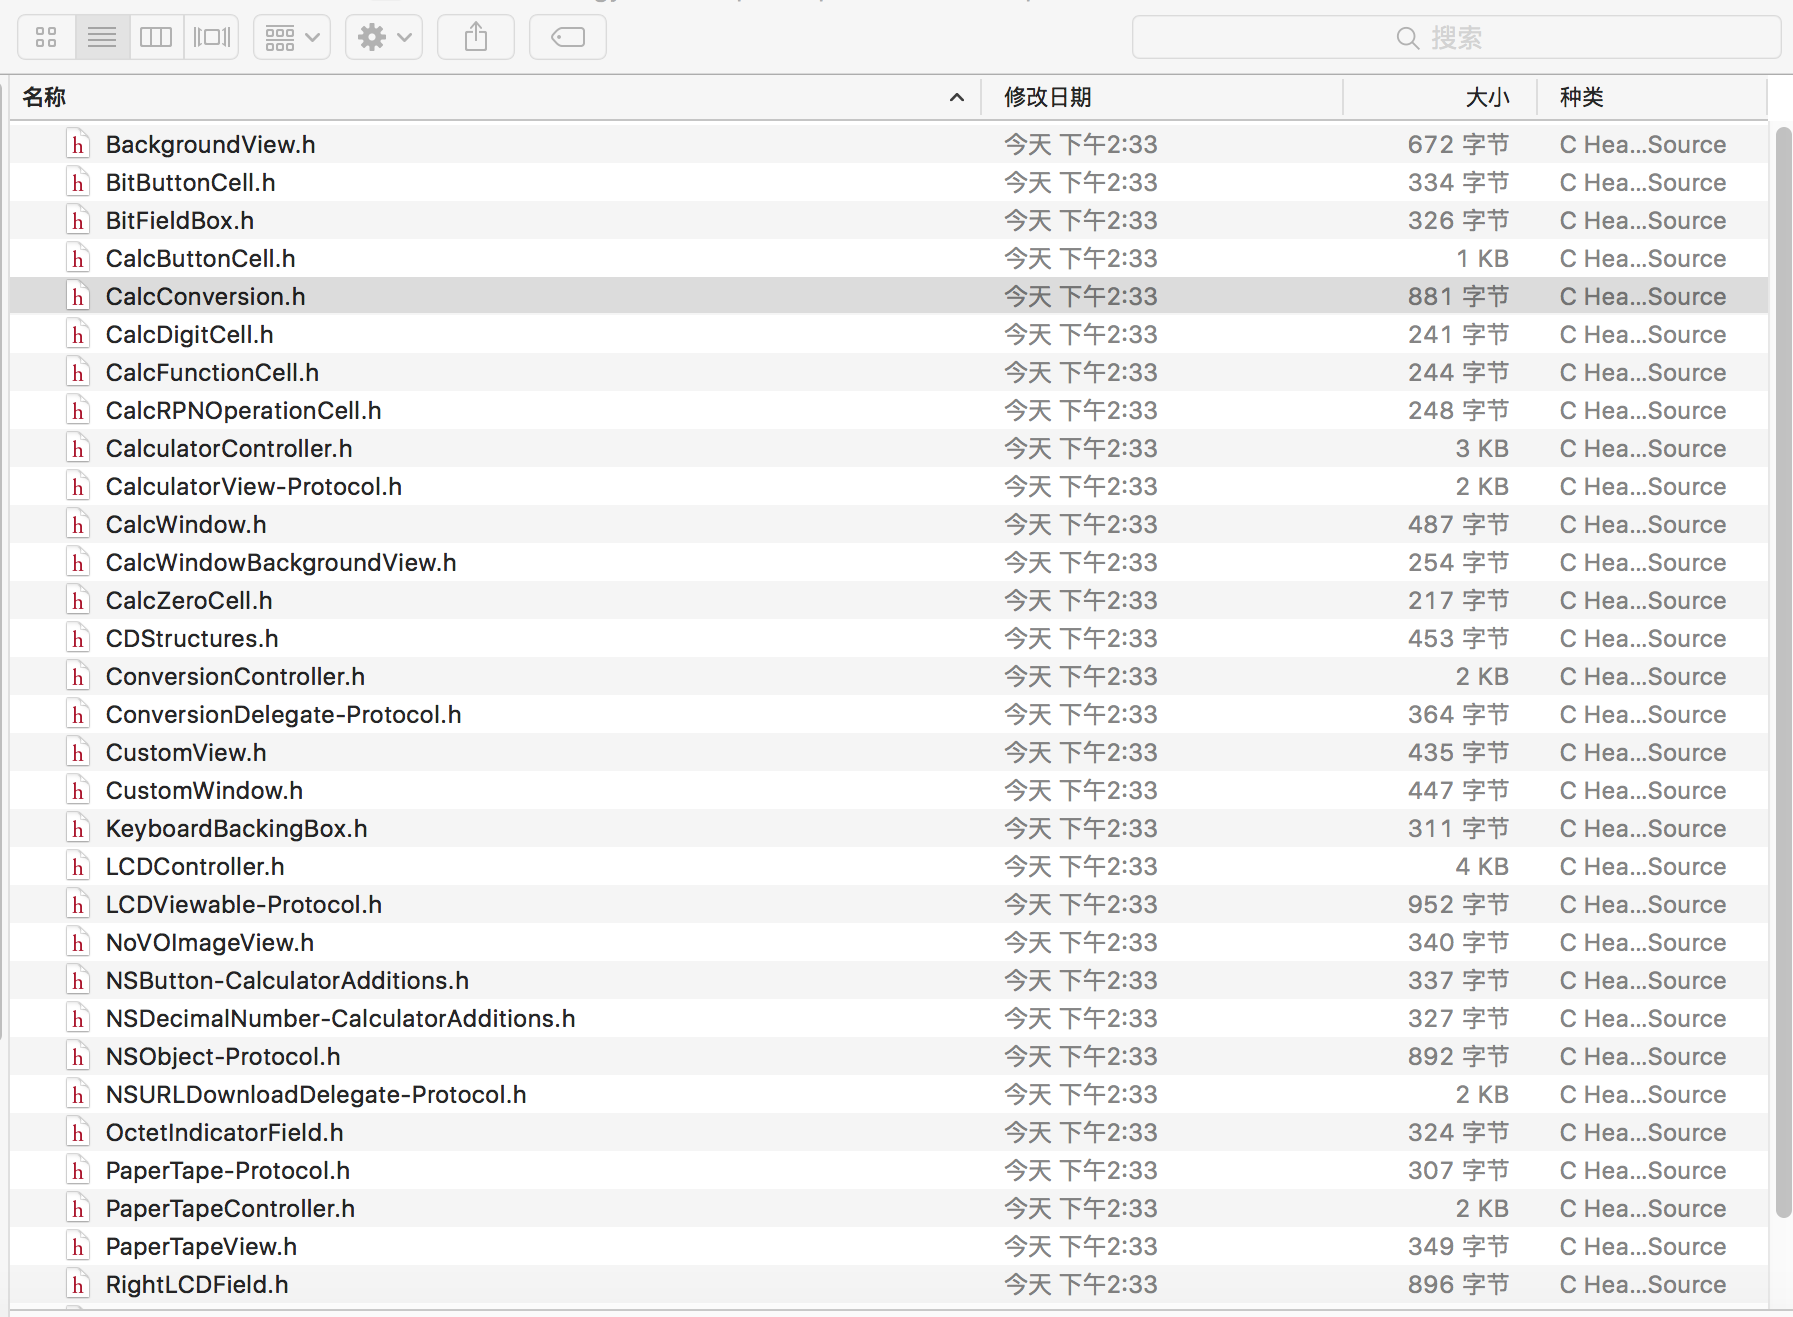 搜索
名称 修改日期 大小 种类
h BackgroundView.h 今天 下午2:33 672 字节 C Hea...Source
h BitButtonCell.h 今天 下午2:33 334 字节 C Hea...Source
h BitFieldBox.h 今天 下午2:33 326 字节 C Hea...Source
h CalcButtonCell.h 今天 下午2:33 1 KB C Hea...Source
h CalcConversion.h 今天 下午2:33 881 字节 C Hea...Source
h CalcDigitCell.h 今天 下午2:33 241 字节 C Hea...Source
h CalcFunctionCell.h 今天 下午2:33 244 字节 C Hea...Source
h CalcRPNOperationCell.h 今天 下午2:33 248 字节 C Hea...Source
h CalculatorController.h 今天 下午2:33 3 KB C Hea...Source
h CalculatorView-Protocol.h 今天 下午2:33 2 KB C Hea...Source
h CalcWindow.h 今天 下午2:33 487 字节 C Hea...Source
h CalcWindowBackgroundView.h 今天 下午2:33 254 字节 C Hea...Source
h CalcZeroCell.h 今天 下午2:33 217 字节 C Hea...Source
h CDStructures.h 今天 下午2:33 453 字节 C Hea...Source
h ConversionController.h 今天 下午2:33 2 KB C Hea...Source
h ConversionDelegate-Protocol.h 今天 下午2:33 364 字节 C Hea...Source
h CustomView.h 今天 下午2:33 435 字节 C Hea...Source
h CustomWindow.h 今天 下午2:33 447 字节 C Hea...Source
h KeyboardBackingBox.h 今天 下午2:33 311 字节 C Hea...Source
h LCDController.h 今天 下午2:33 4 KB C Hea...Source
h LCDViewable-Protocol.h 今天 下午2:33 952 字节 C Hea...Source
h NoVOImageView.h 今天 下午2:33 340 字节 C Hea...Source
h NSButton-CalculatorAdditions.h 今天 下午2:33 337 字节 C Hea...Source
h NSDecimalNumber-CalculatorAdditions.h 今天 下午2:33 327 字节 C Hea...Source
h NSObject-Protocol.h 今天 下午2:33 892 字节 C Hea...Source
h NSURLDownloadDelegate-Protocol.h 今天 下午2:33 2 KB C Hea...Source
h OctetIndicatorField.h 今天 下午2:33 324 字节 C Hea...Source
h PaperTape-Protocol.h 今天 下午2:33 307 字节 C Hea...Source
h PaperTapeController.h 今天 下午2:33 2 KB C Hea...Source
h PaperTapeView.h 今天 下午2:33 349 字节 C Hea...Source
h RightLCDField.h 今天 下午2:33 896 字节 C Hea...Source